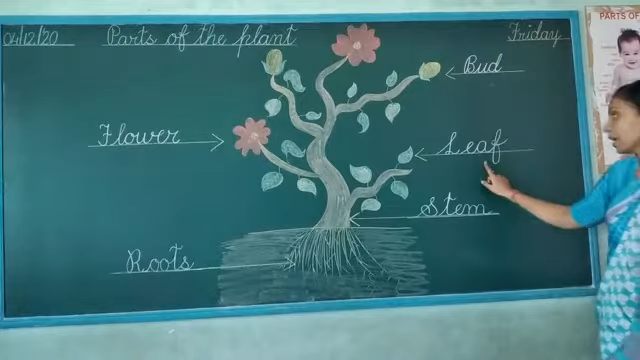 04/12/20 Parts of the plant Friday
PARTS OF
Bud
Flower
Leaf
Stem
Roots